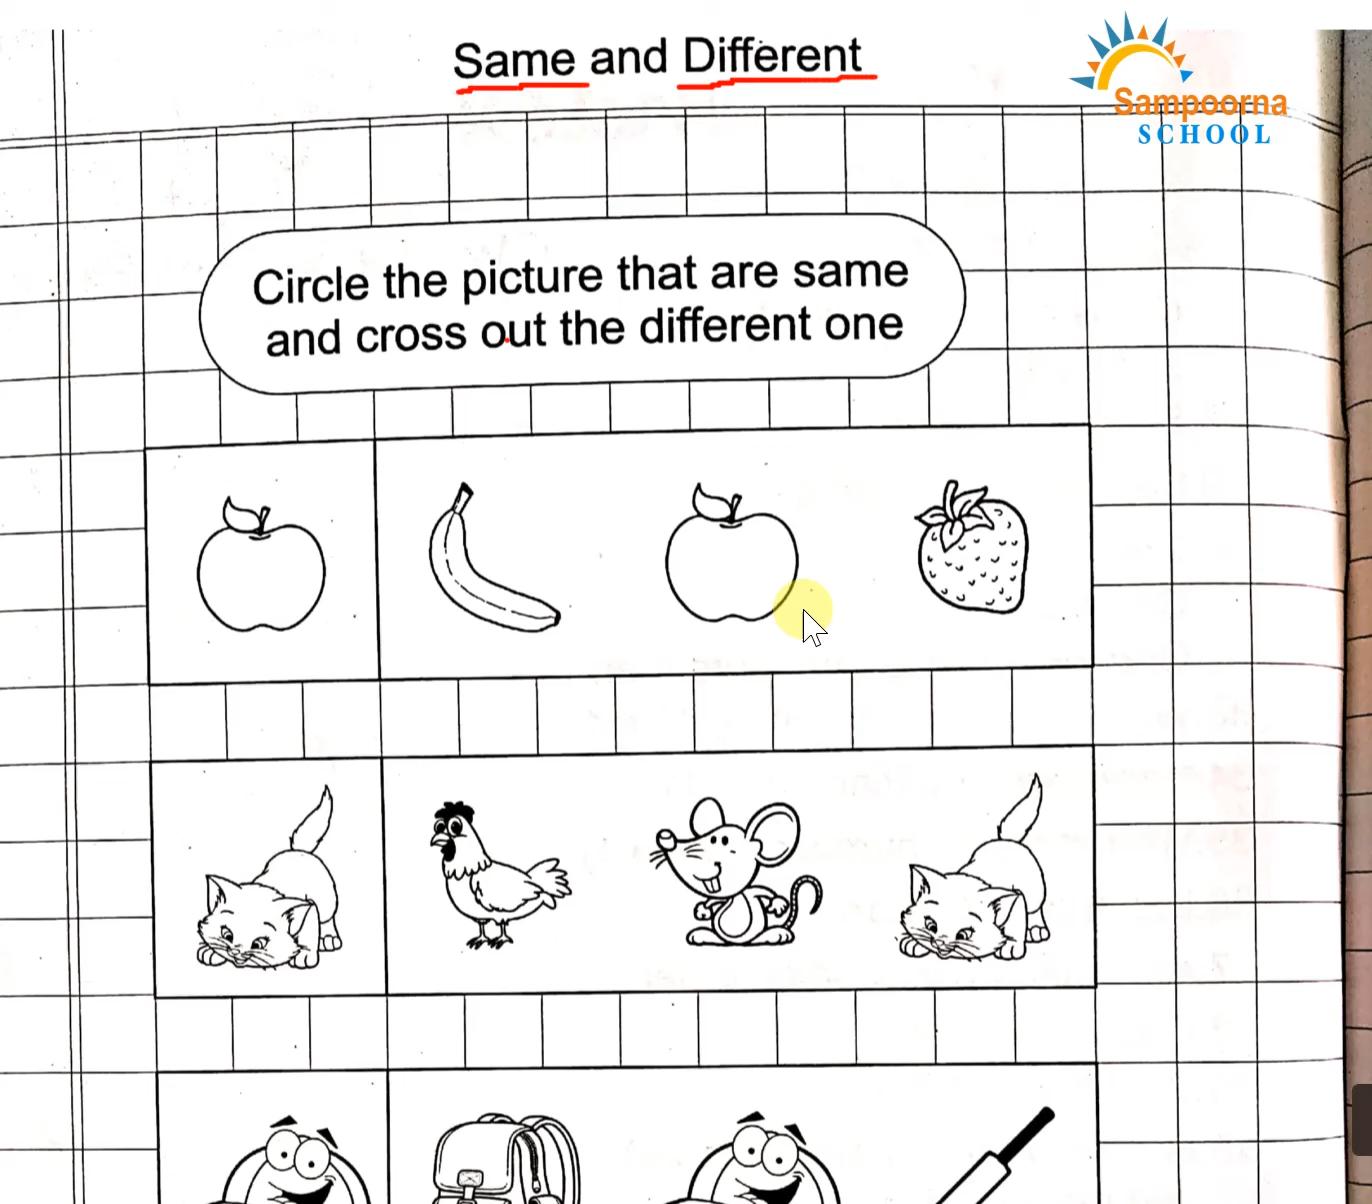 Same and Different
Sampoorna
SCHOOL
Circle the picture that are same
and cross out the different one